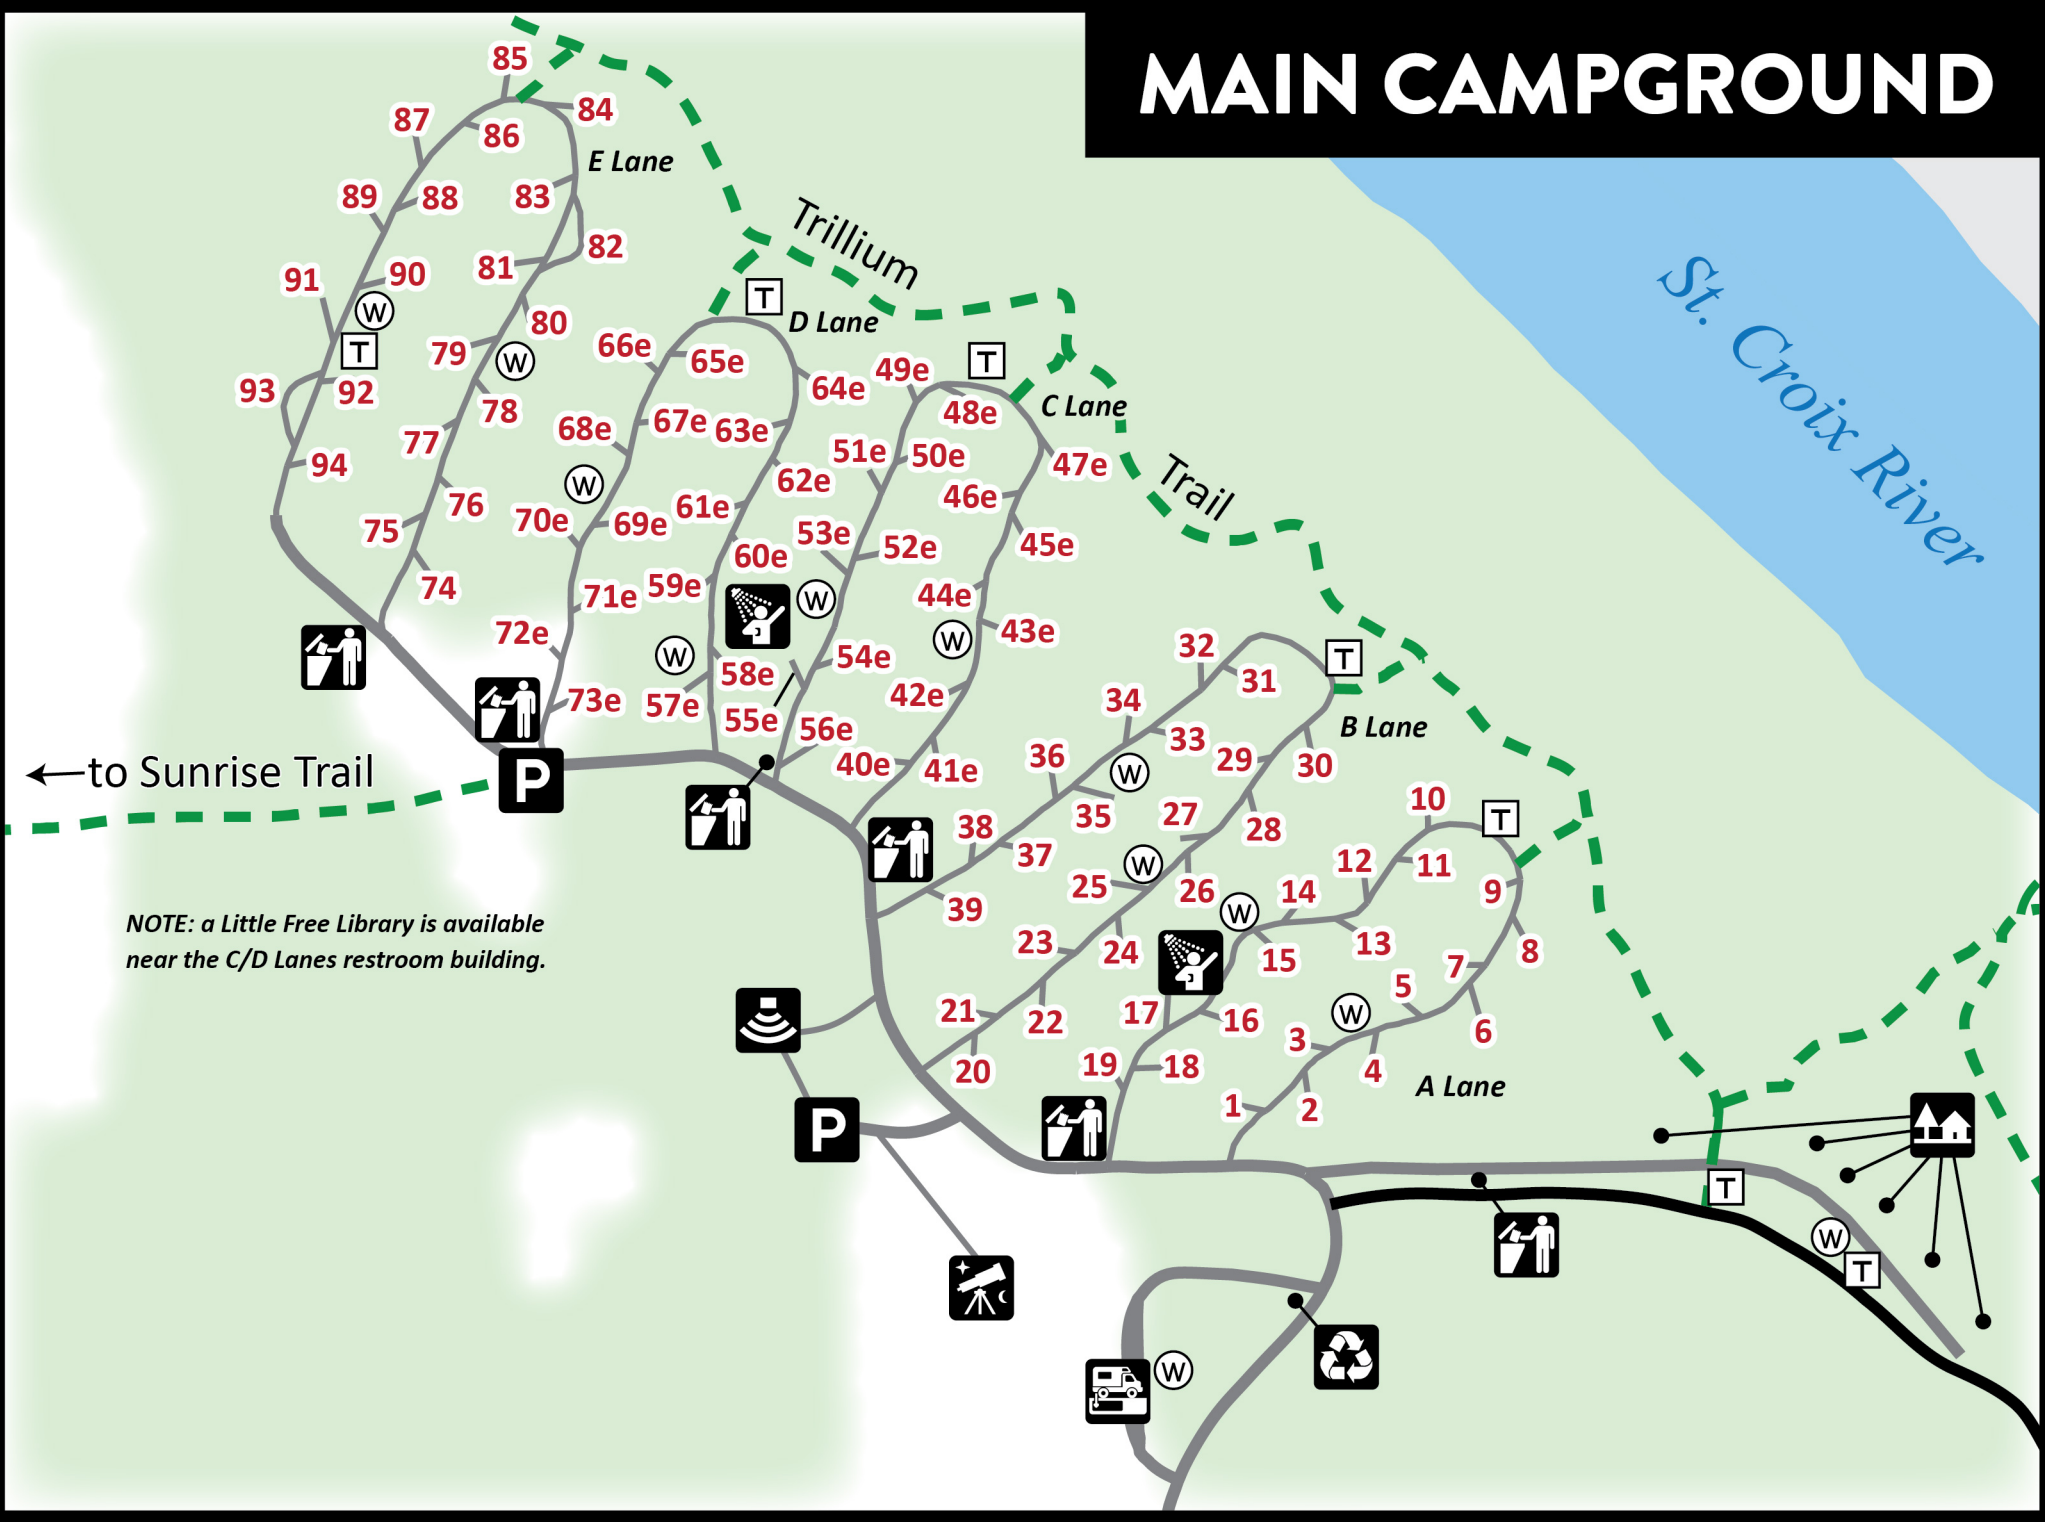 MAIN CAMPGROUND
85
84
87
86
E Lane
89
88
83
82
81
91
90
W
T
80
79
W
93
92
78
77
94
76
75
74
Trillium
T
D Lane
66e
65e
64e
68e
67e
63e
62e
W
70e
69e
61e
60e
71e
59e
72e
W
58e
73e
57e
49e
T
48e
C Lane
51e
50e
47e
46e
53e
52e
45e
W
44e
43e
W
54e
42e
55e
56e
40e
41e
Trail
St. Croix River
32
T
31
34
B Lane
33
36
29
30
W
35
27
28
38
37
W
25
26
39
23
24
21
22
20
10
T
12
11
14
9
W
13
8
15
7
5
17
16
W
6
3
19
18
4
A Lane
1
2
to Sunrise Trail
P
NOTE: a Little Free Library is available
near the C/D Lanes restroom building.
P
T
W
T
W